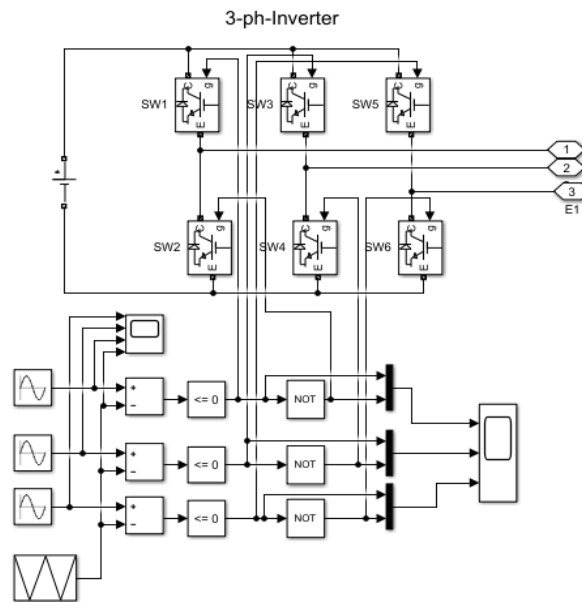 3-ph-Inverter
C g
E
SW1
C g
E
SW3
C g
E
SW5
1
2
3
E1
+
C g
E
SW2
C g
E
SW4
C g
E
SW6
+
−
<= 0
NOT
+
−
<= 0
NOT
+
−
<= 0
NOT